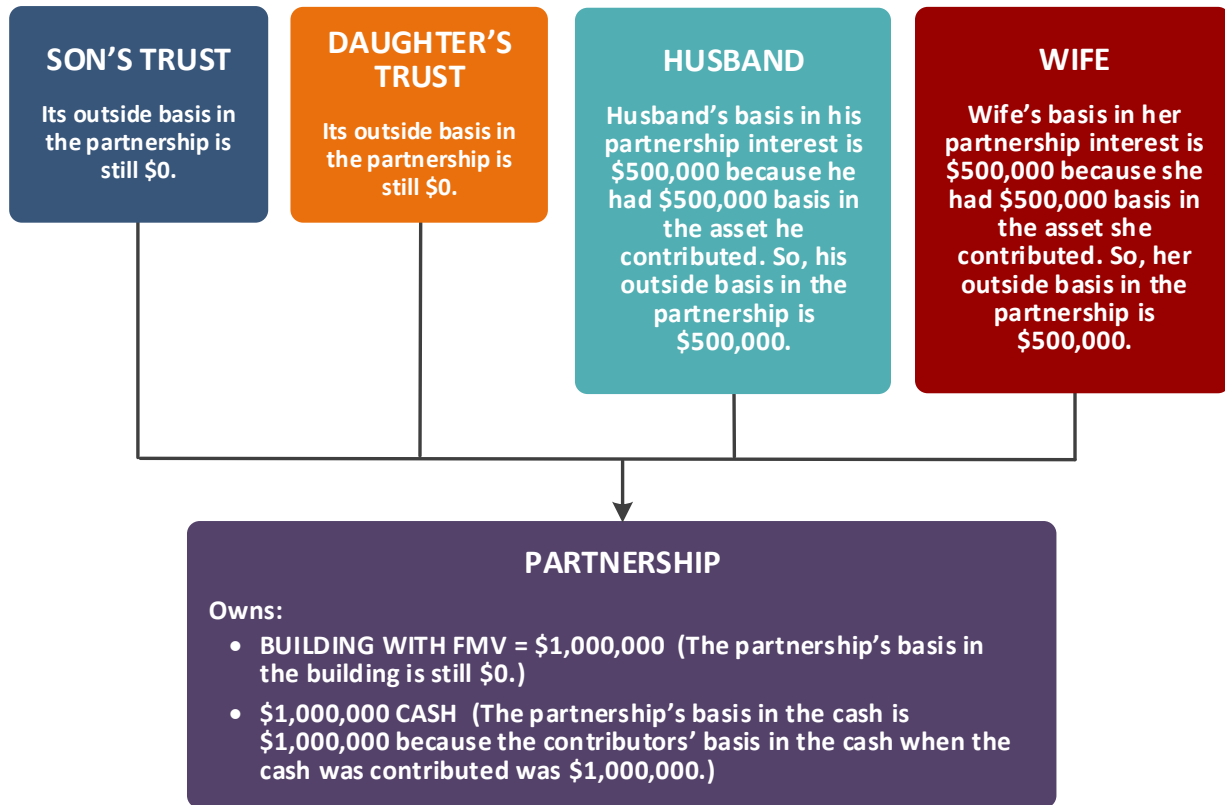 SON’S TRUST
Its outside basis in
the partnership is
still $0.
DAUGHTER’S
TRUST
Its outside basis in
the partnership is
still $0.
HUSBAND
Husband’s basis in his
partnership interest is
$500,000 because he
had $500,000 basis in
the asset he
contributed. So, his
outside basis in the
partnership is
$500,000.
WIFE
Wife’s basis in her
partnership interest is
$500,000 because she
had $500,000 basis in
the asset she
contributed. So, her
outside basis in the
partnership is
$500,000.
PARTNERSHIP
Owns:
• BUILDING WITH FMV = $1,000,000 (The partnership’s basis in
the building is still $0.)
• $1,000,000 CASH (The partnership’s basis in the cash is
$1,000,000 because the contributors’ basis in the cash when the
cash was contributed was $1,000,000.)